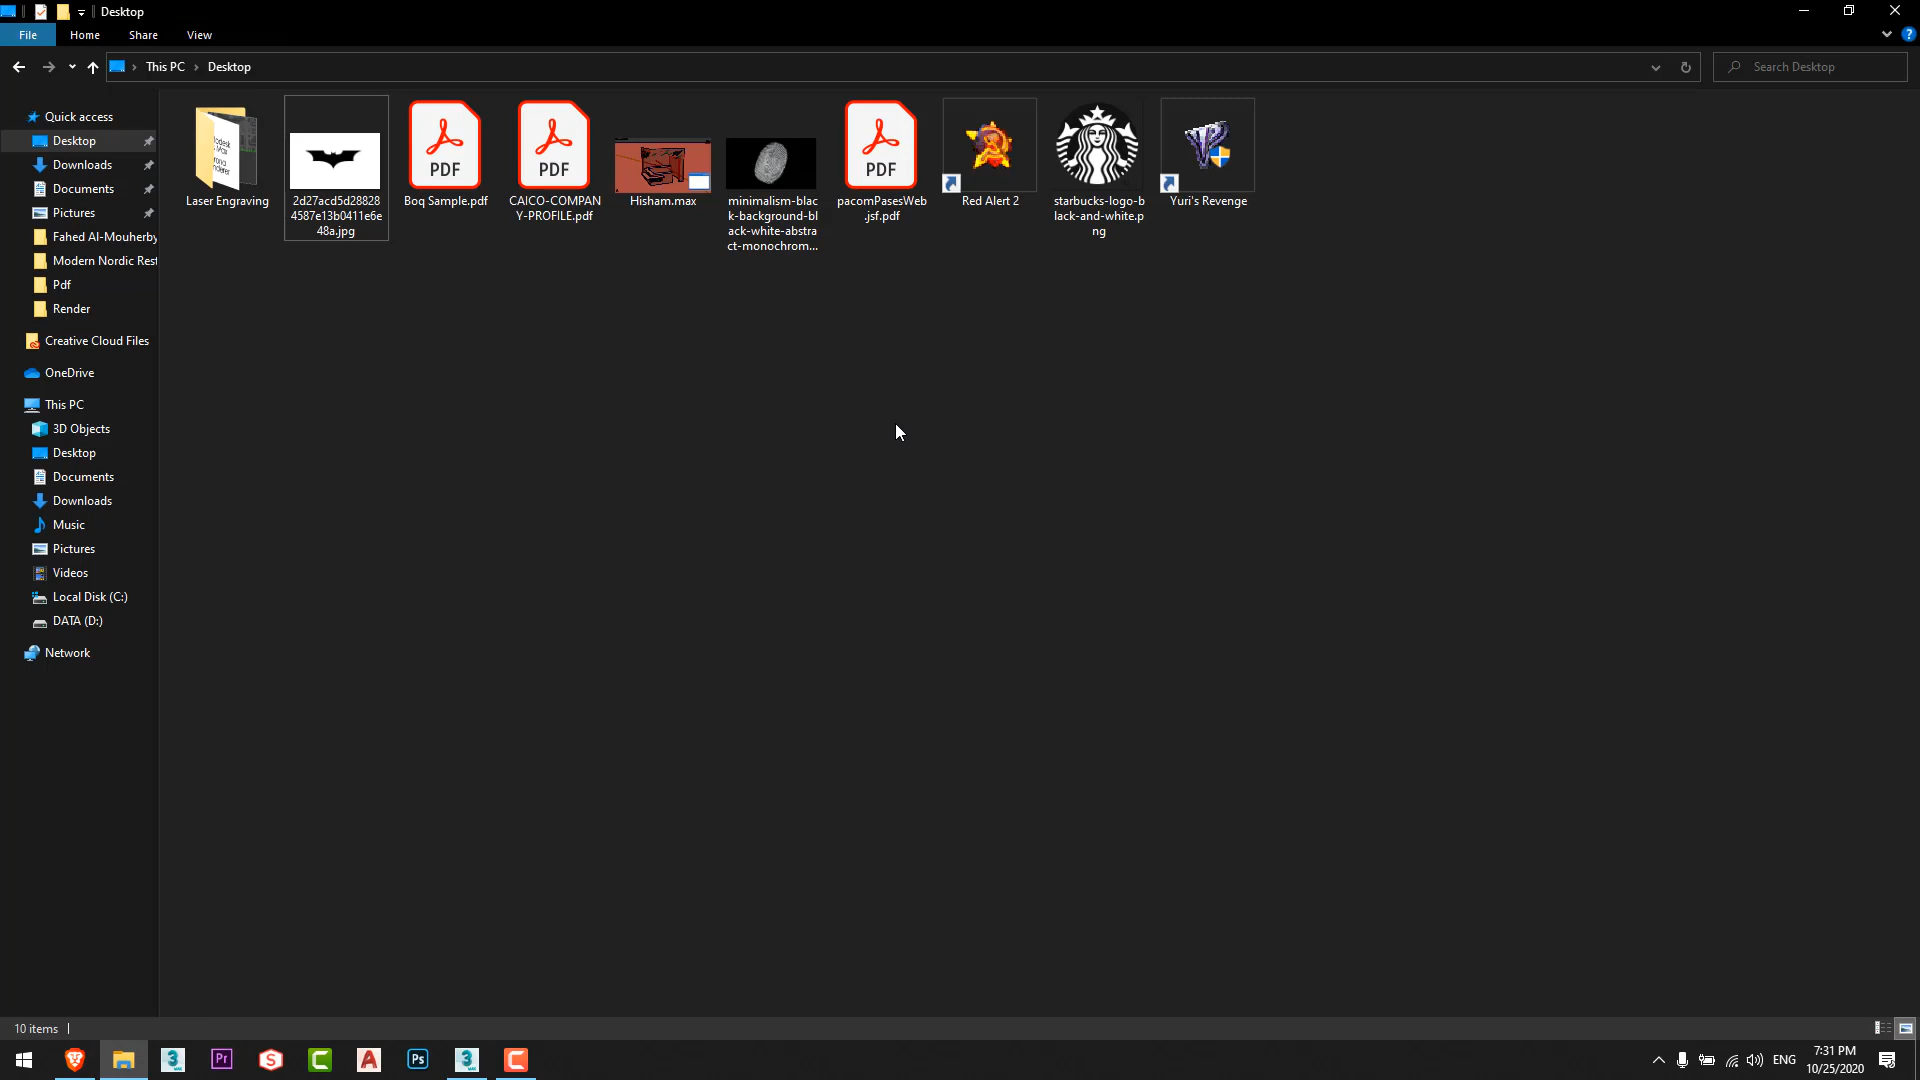 Desktop
File
Home
Share
View
This PC
Desktop
Search Desktop
Quick access
Desktop
Downloads
Documents
Pictures
Fahed Al-Mouherby
Modern Nordic Rest
Pdf
Render
Creative Cloud Files
OneDrive
This PC
3D Objects
Desktop
Documents
Downloads
Music
Pictures
Videos
Local Disk (C:)
DATA (D:)
Network
Laser Engraving
2d27acd5d28828
4587e13b0411e6e
48a.jpg
PDF
Boq Sample.pdf
PDF
CAICO-COMPAN
Y-PROFILE.pdf
Hisham.max
minimalism-blac
k-background-bl
ack-white-abstra
ct-monochrom...
PDF
pacomPasesWeb
.jsf.pdf
Red Alert 2
starbucks-logo-b
lack-and-white.p
ng
Yuri's Revenge
10 items
Pr
Ps
ENG
7:31 PM
10/25/2020